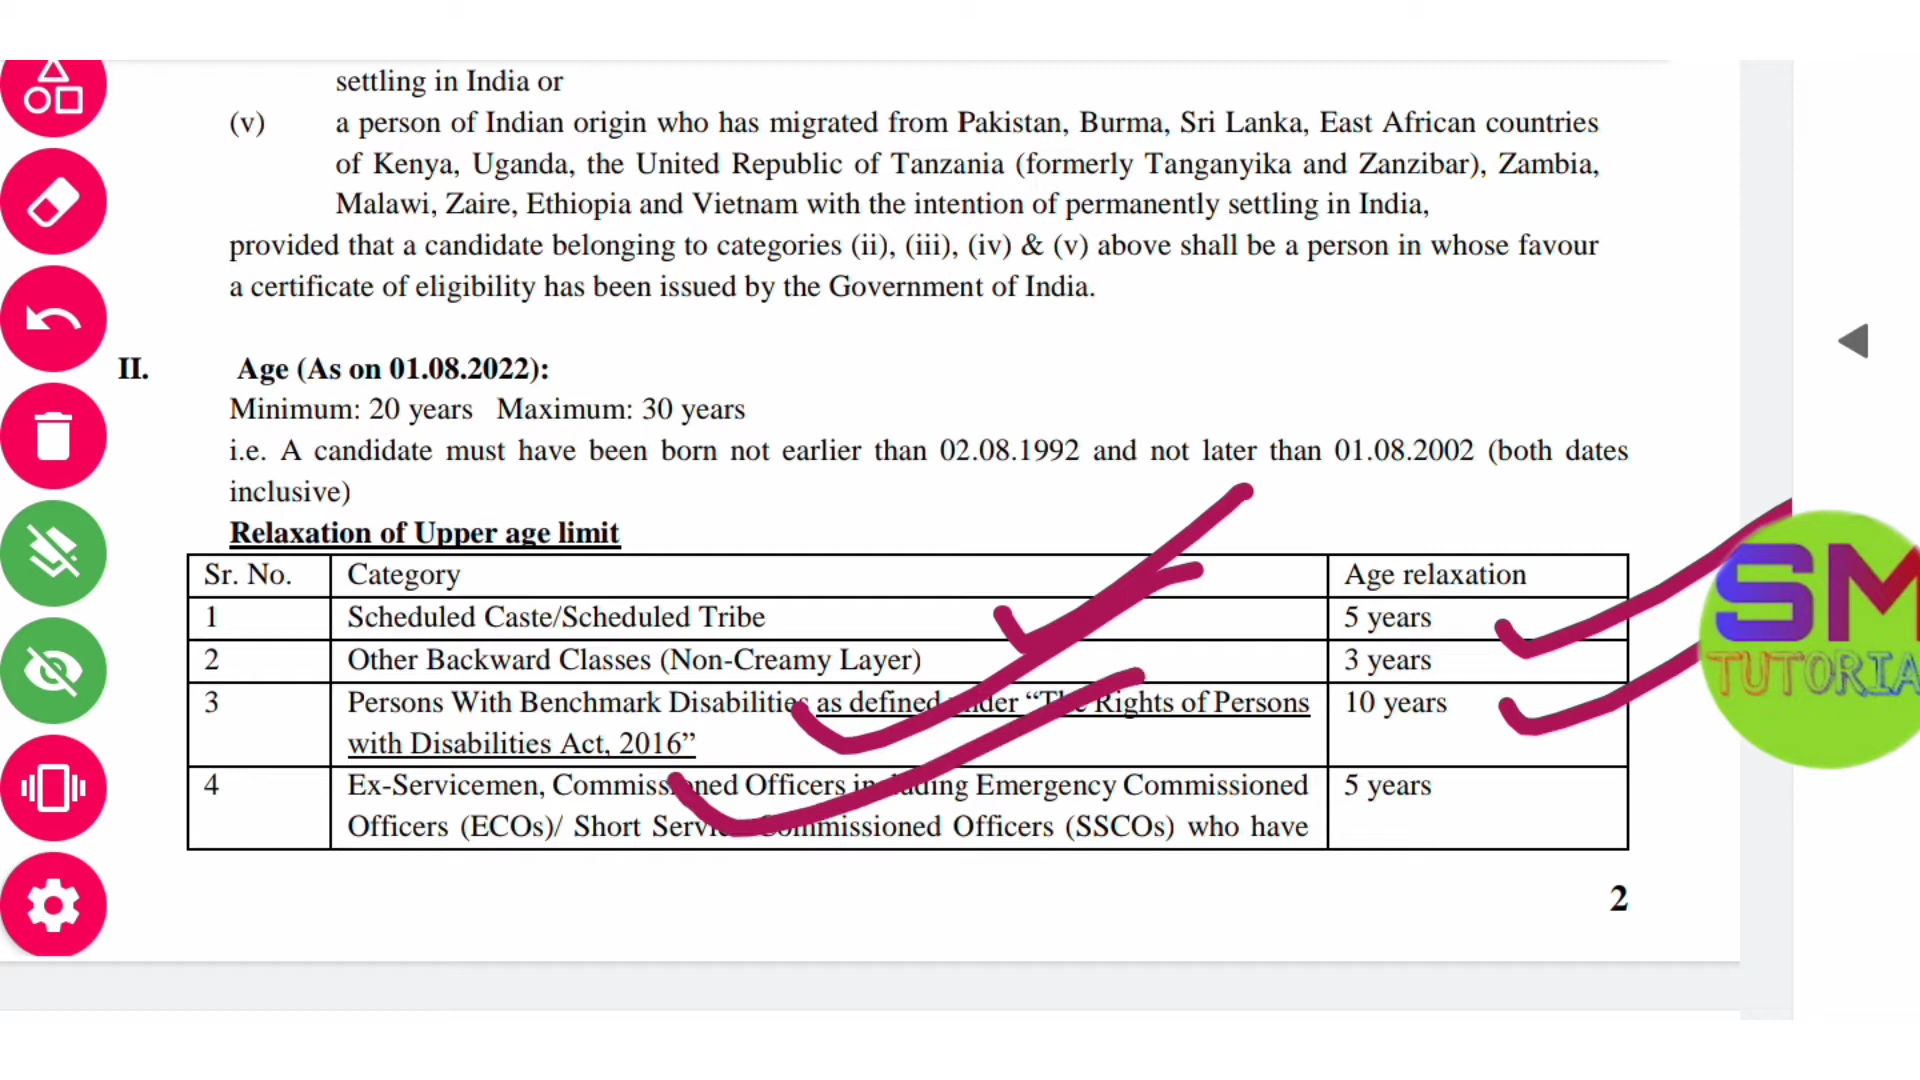 settling in India or
(v) a person of Indian origin who has migrated from Pakistan, Burma, Sri Lanka, East African countries
of Kenya, Uganda, the United Republic of Tanzania (formerly Tanganyika and Zanzibar), Zambia,
Malawi, Zaire, Ethiopia and Vietnam with the intention of permanently settling in India,
provided that a candidate belonging to categories (ii), (iii), (iv) & (v) above shall be a person in whose favour
a certificate of eligibility has been issued by the Government of India.
II. Age (As on 01.08.2022):
Minimum: 20 years Maximum: 30 years
i.e. A candidate must have been born not earlier than 02.08.1992 and not later than 01.08.2002 (both dates
inclusive)
Relaxation of Upper age limit
Sr. No. Category Age relaxation
1 Scheduled Caste/Scheduled Tribe 5 years
2 Other Backward Classes (Non-Creamy Layer) 3 years
3 Persons With Benchmark Disabilities as defined under “The Rights of Persons 10 years
with Disabilities Act, 2016”
4 Ex-Servicemen, Commissioned Officers including Emergency Commissioned 5 years
Officers (ECOs)/ Short Service Commissioned Officers (SSCOs) who have
2
SM
TUTORIA